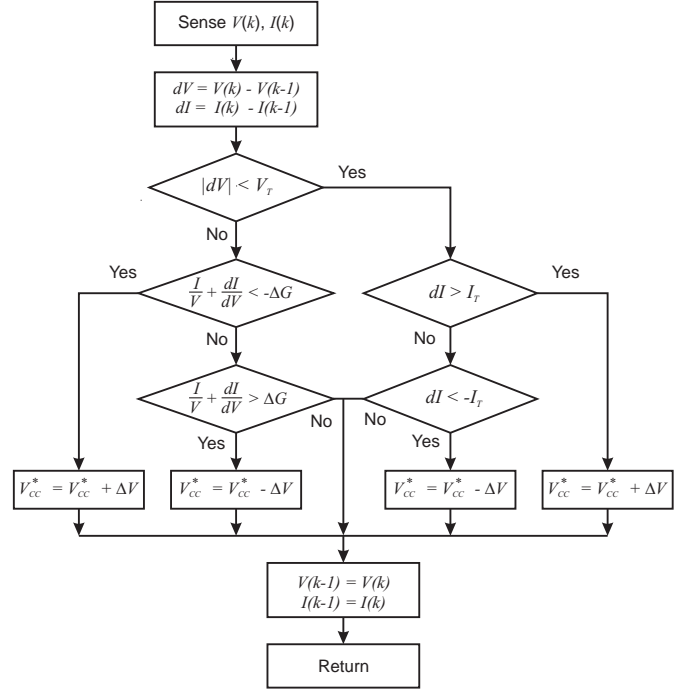 Sense V(k), I(k)
dV = V(k) - V(k-1)
dI = I(k) - I(k-1)
|dV| < V_T
Yes
No
Yes
I/V + dI/dV < -ΔG
dI > I_T
Yes
No
No
I/V + dI/dV > ΔG
dI < -I_T
No
No
Yes
Yes
V*_cc = V*_cc + ΔV
V*_cc = V*_cc - ΔV
V*_cc = V*_cc - ΔV
V*_cc = V*_cc + ΔV
V(k-1) = V(k)
I(k-1) = I(k)
Return